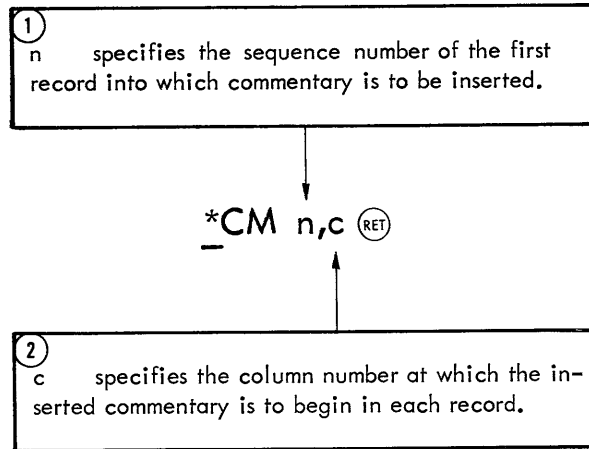 1
n specifies the sequence number of the first
record into which commentary is to be inserted.
*CM n,c RET
2
c specifies the column number at which the in-
serted commentary is to begin in each record.